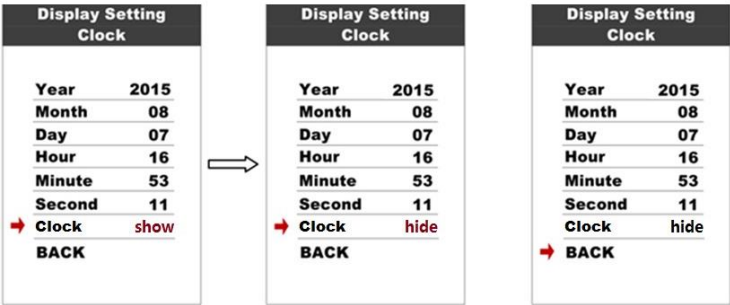 Display Setting
Clock
Year 2015
Month 08
Day 07
Hour 16
Minute 53
Second 11
Clock show
BACK
Display Setting
Clock
Year 2015
Month 08
Day 07
Hour 16
Minute 53
Second 11
Clock hide
BACK
Display Setting
Clock
Year 2015
Month 08
Day 07
Hour 16
Minute 53
Second 11
Clock hide
BACK